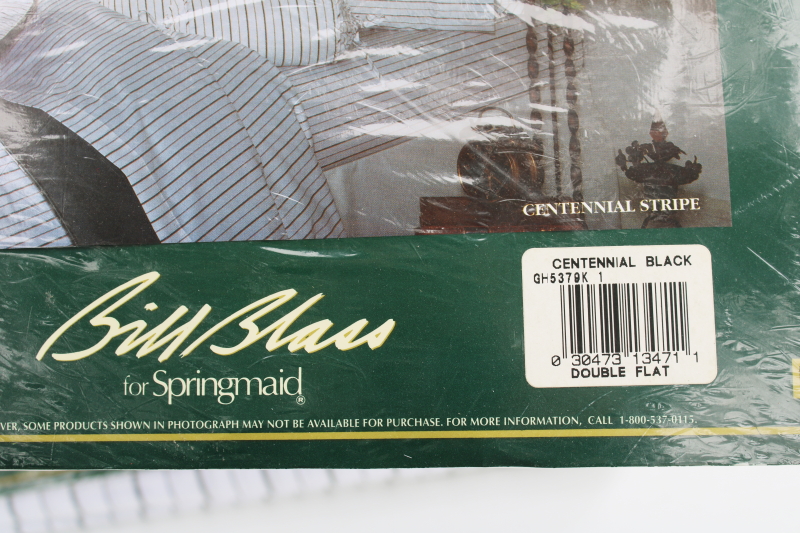 CENTENNIAL STRIPE
CENTENNIAL BLACK
GH5379K 1
0 30473 13471 1
DOUBLE FLAT
Bill Blass
for Springmaid®
VER, SOME PRODUCTS SHOWN IN PHOTOGRAPH MAY NOT BE AVAILABLE FOR PURCHASE. FOR MORE INFORMATION, CALL 1-800-537-0115.